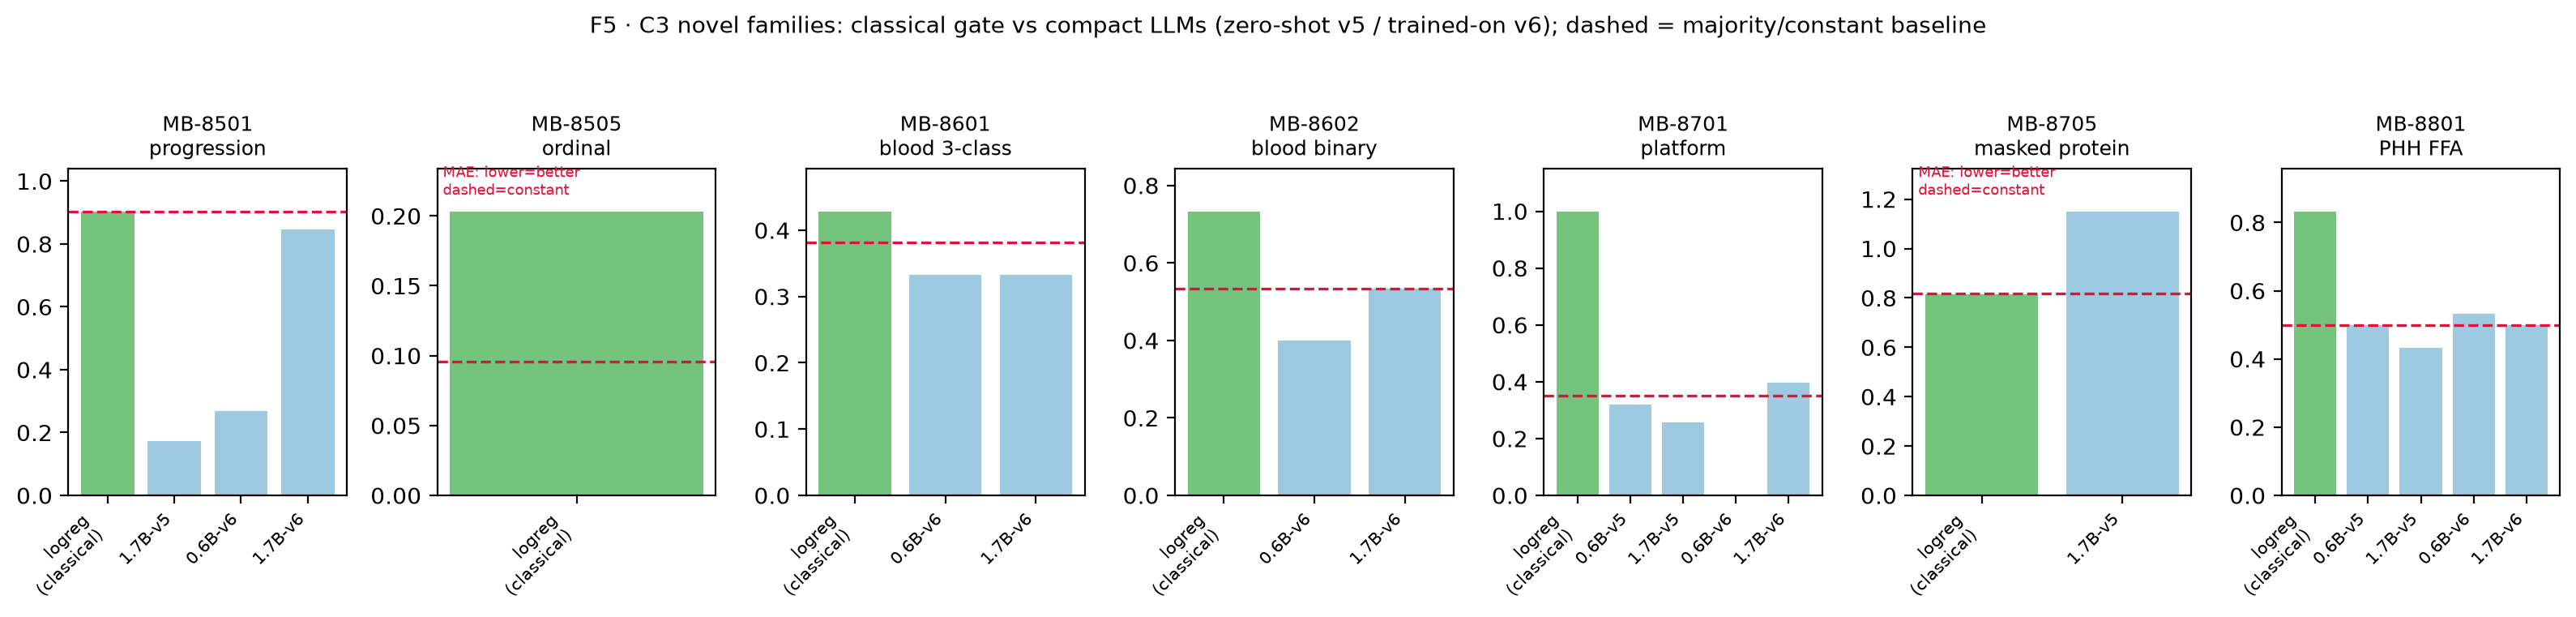 F5 · C3 novel families: classical gate vs compact LLMs (zero-shot v5 / trained-on v6); dashed = majority/constant baseline
MB-8501
progression
1.0
0.8
0.6
0.4
0.2
0.0
logreg
(classical)
1.7B-v5
0.6B-v6
1.7B-v6
MB-8505
ordinal
MAE: lower=better
dashed=constant
0.20
0.15
0.10
0.05
0.00
logreg
(classical)
MB-8601
blood 3-class
0.4
0.3
0.2
0.1
0.0
logreg
(classical)
0.6B-v6
1.7B-v6
MB-8602
blood binary
0.8
0.6
0.4
0.2
0.0
logreg
(classical)
0.6B-v6
1.7B-v6
MB-8701
platform
1.0
0.8
0.6
0.4
0.2
0.0
logreg
(classical)
0.6B-v5
1.7B-v5
0.6B-v6
1.7B-v6
MB-8705
masked protein
MAE: lower=better
dashed=constant
1.2
1.0
0.8
0.6
0.4
0.2
0.0
logreg
(classical)
1.7B-v5
MB-8801
PHH FFA
0.8
0.6
0.4
0.2
0.0
logreg
(classical)
0.6B-v5
1.7B-v5
0.6B-v6
1.7B-v6